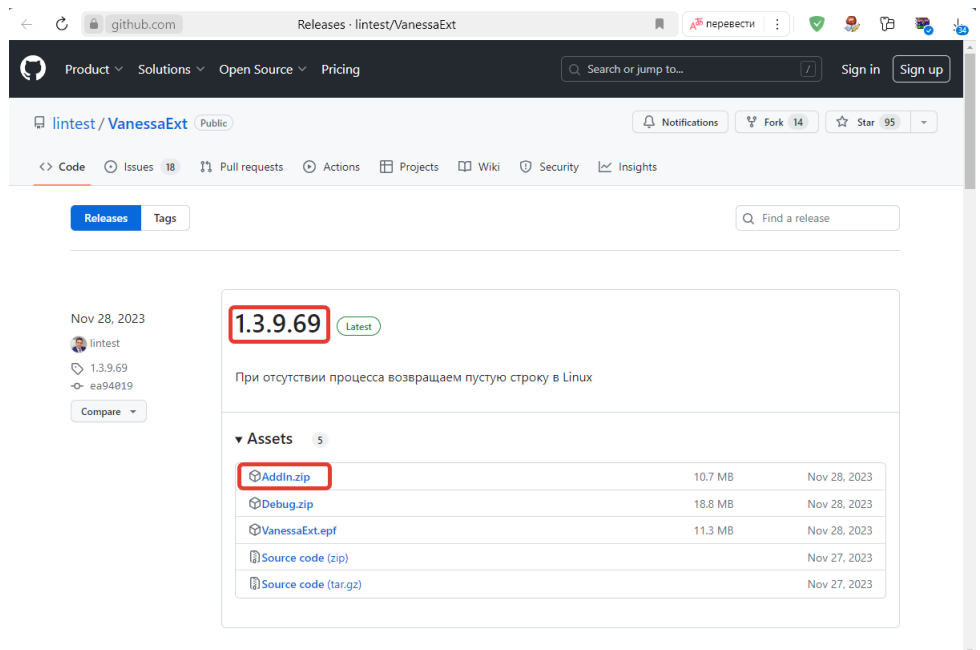 github.com Releases · lintest/VanessaExt перевести 34
Product Solutions Open Source Pricing Search or jump to... / Sign in Sign up
lintest / VanessaExt Public Notifications Fork 14 Star 95
<> Code Issues 18 Pull requests Actions Projects Wiki Security Insights
Releases Tags Find a release
Nov 28, 2023
lintest
1.3.9.69
ea94019
Compare
1.3.9.69 Latest
При отсутствии процесса возвращаем пустую строку в Linux
Assets 5
AddIn.zip 10.7 MB Nov 28, 2023
Debug.zip 18.8 MB Nov 28, 2023
VanessaExt.epf 11.3 MB Nov 28, 2023
Source code (zip) Nov 27, 2023
Source code (tar.gz) Nov 27, 2023